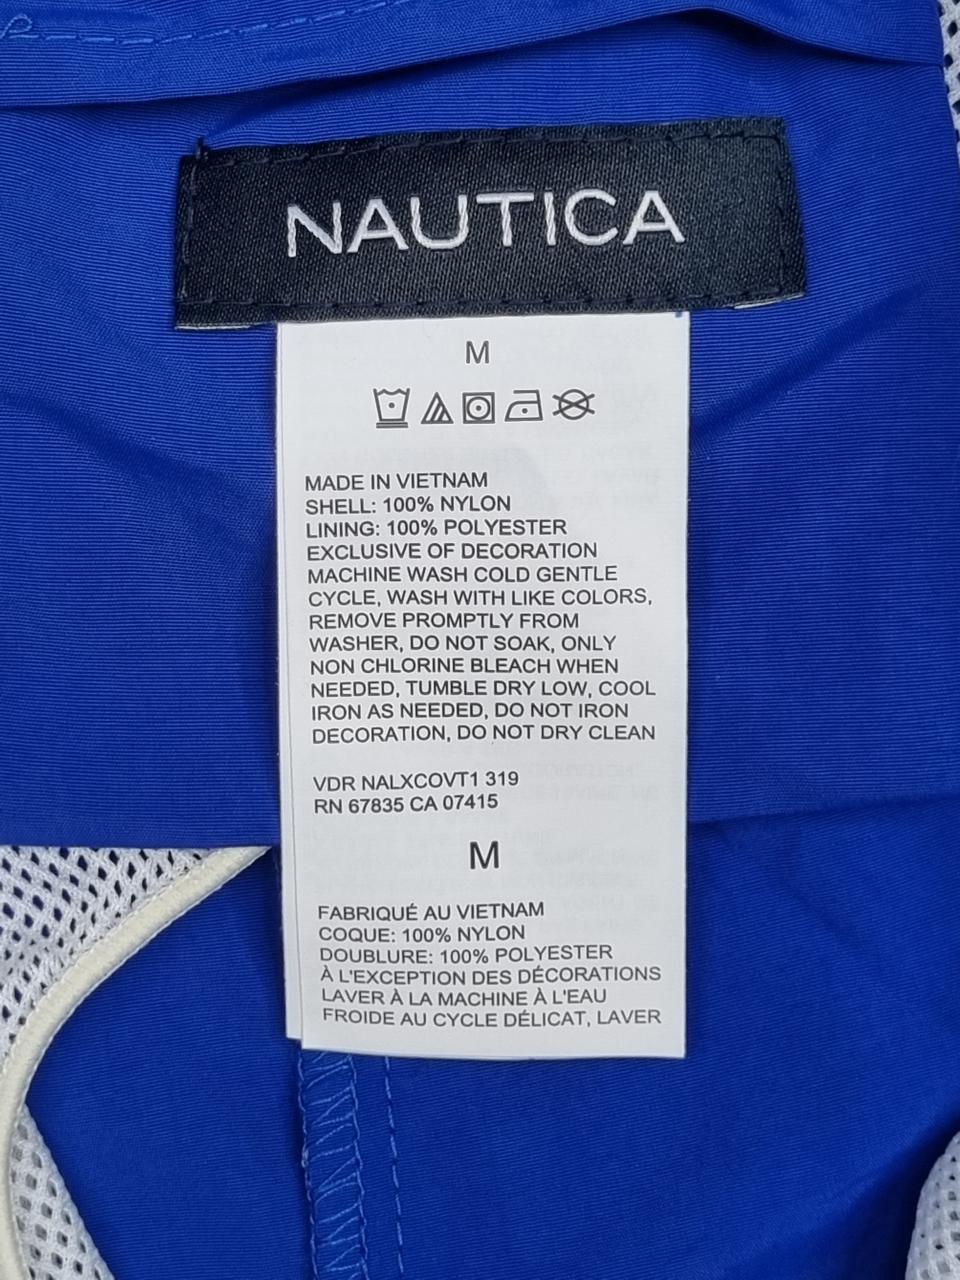 NAUTICA
M
MADE IN VIETNAM
SHELL: 100% NYLON
LINING: 100% POLYESTER
EXCLUSIVE OF DECORATION
MACHINE WASH COLD GENTLE
CYCLE, WASH WITH LIKE COLORS,
REMOVE PROMPTLY FROM
WASHER, DO NOT SOAK, ONLY
NON CHLORINE BLEACH WHEN
NEEDED, TUMBLE DRY LOW, COOL
IRON AS NEEDED, DO NOT IRON
DECORATION, DO NOT DRY CLEAN
VDR NALXCOVT1 319
RN 67835 CA 07415
M
FABRIQUÉ AU VIETNAM
COQUE: 100% NYLON
DOUBLURE: 100% POLYESTER
À L'EXCEPTION DES DÉCORATIONS
LAVER À LA MACHINE À L'EAU
FROIDE AU CYCLE DÉLICAT, LAVER